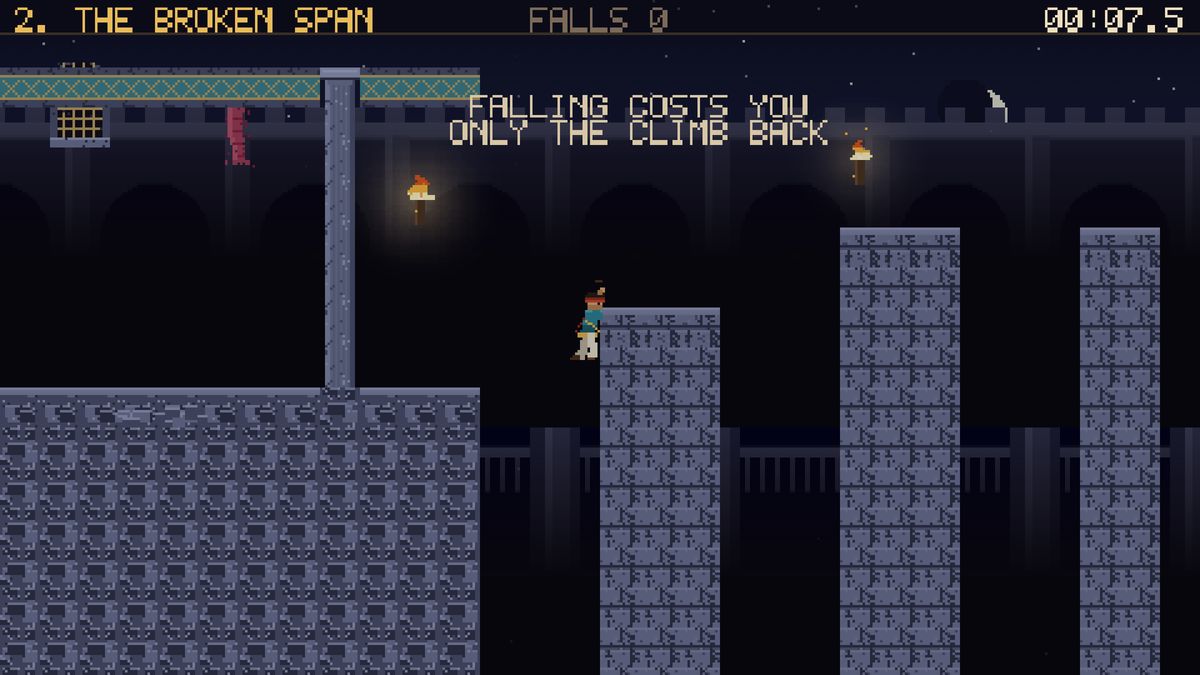 2. THE BROKEN SPAN
FALLS 0
00:07.5
FALLING COSTS YOU
ONLY THE CLIMB BACK